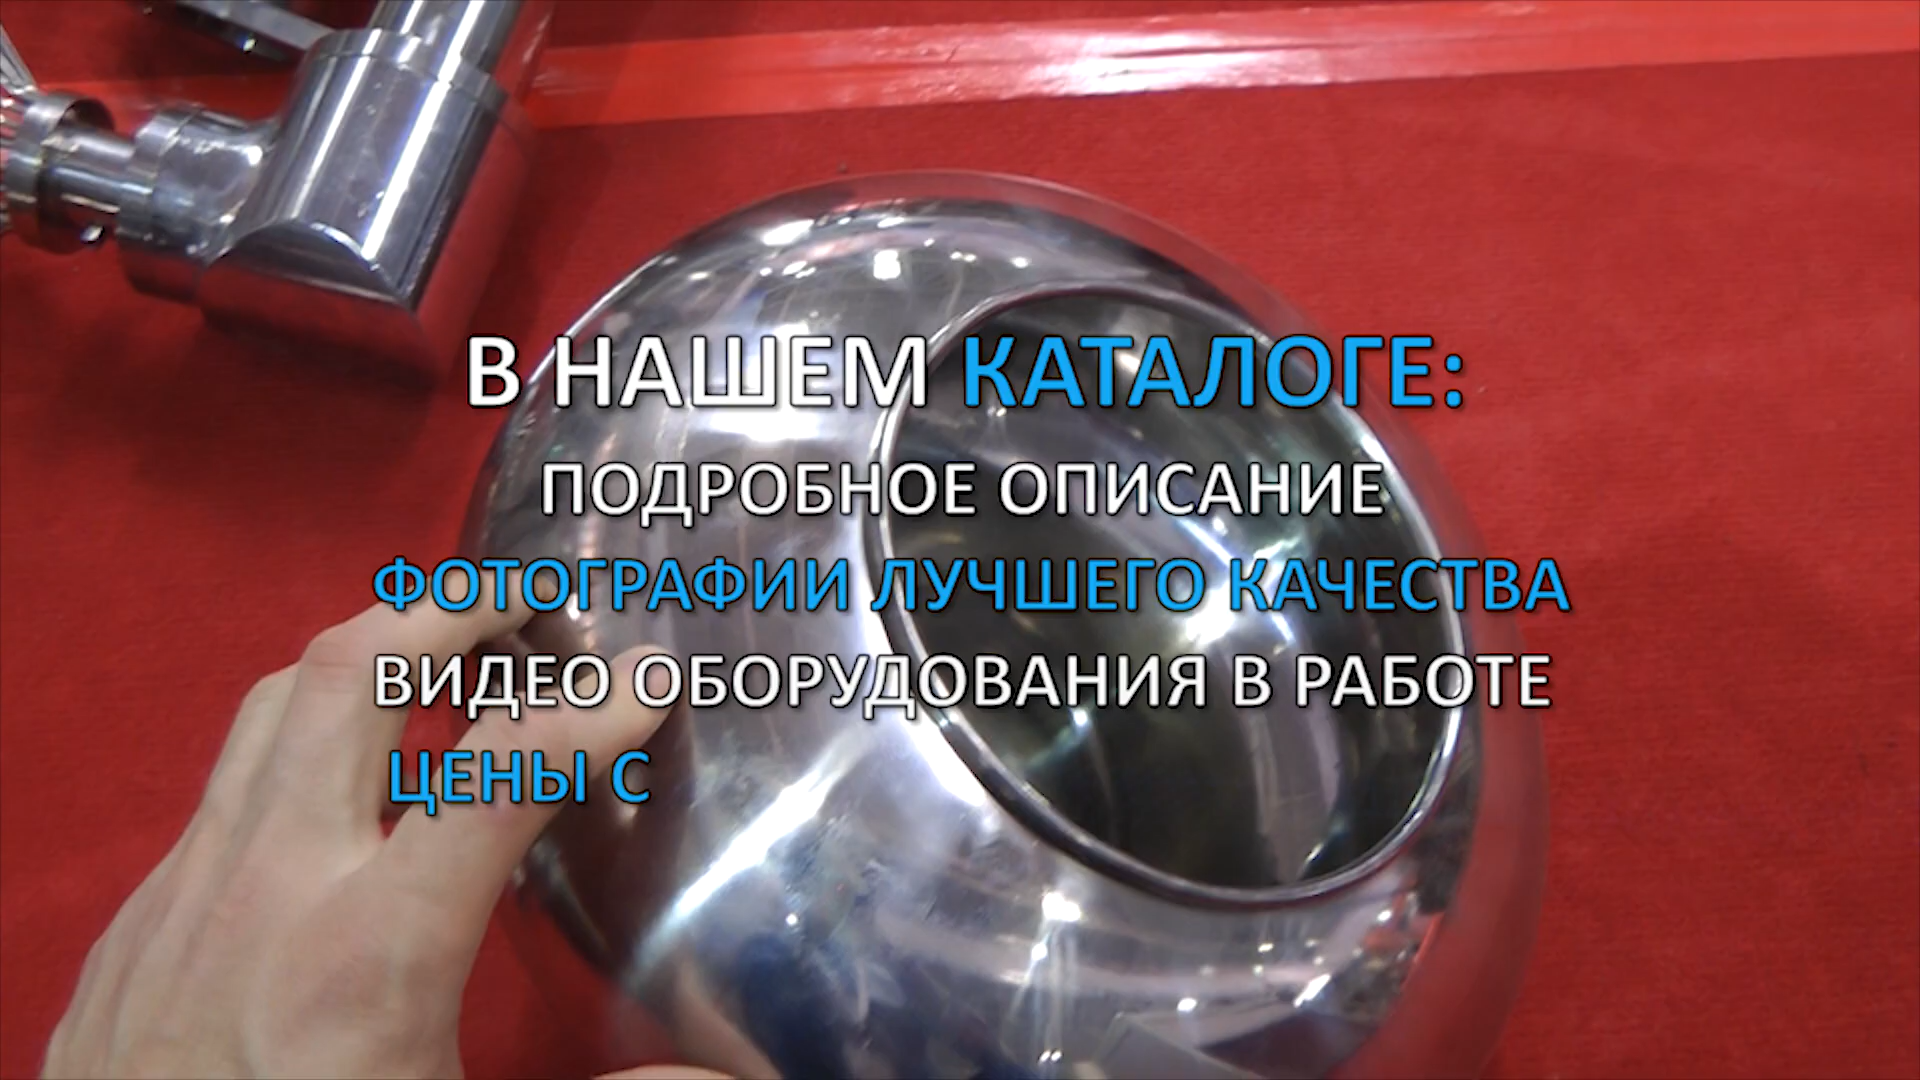 В НАШЕМ КАТАЛОГЕ:
ПОДРОБНОЕ ОПИСАНИЕ
ФОТОГРАФИИ ЛУЧШЕГО КАЧЕСТВА
ВИДЕО ОБОРУДОВАНИЯ В РАБОТЕ
ЦЕНЫ С